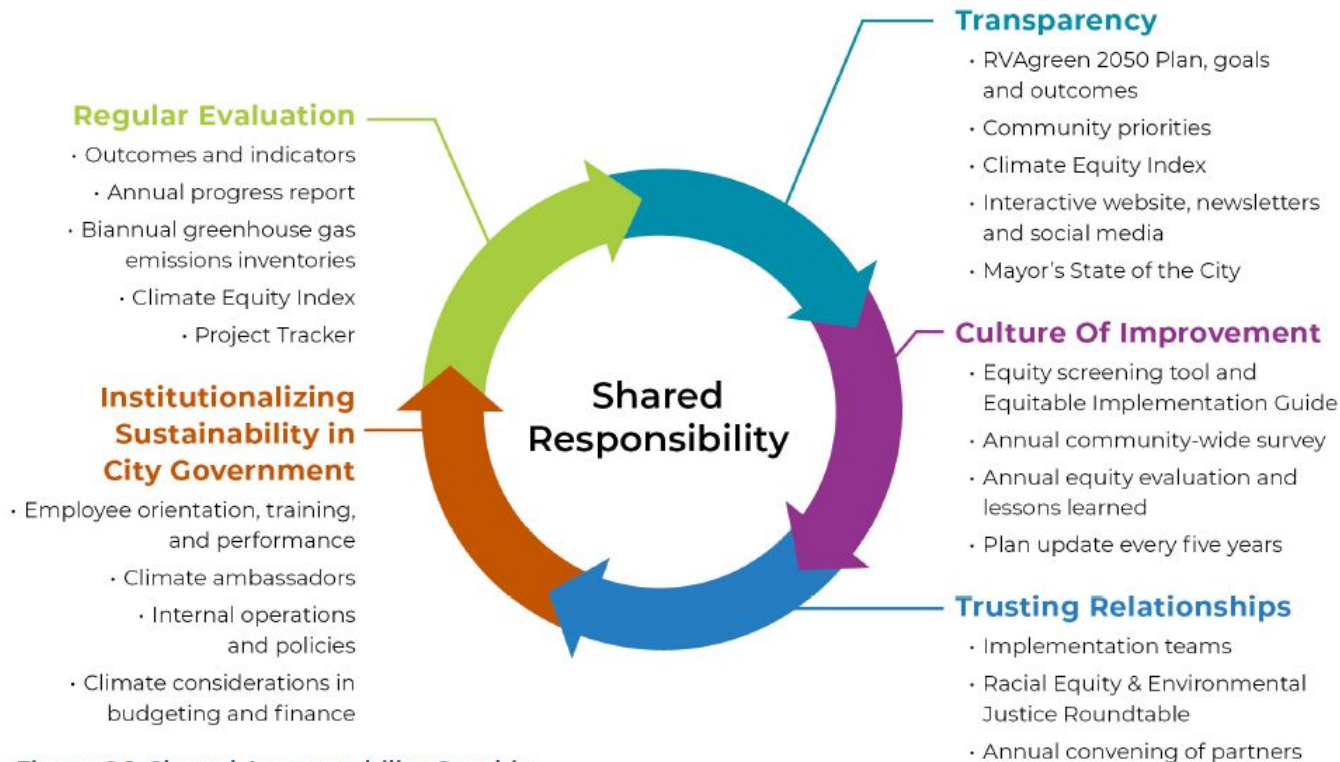 Transparency
· RVAgreen 2050 Plan, goals
and outcomes
· Community priorities
· Climate Equity Index
· Interactive website, newsletters
and social media
· Mayor's State of the City
Culture Of Improvement
· Equity screening tool and
Equitable Implementation Guide
· Annual community-wide survey
· Annual equity evaluation and
lessons learned
· Plan update every five years
Trusting Relationships
· Implementation teams
· Racial Equity & Environmental
Justice Roundtable
· Annual convening of partners
Institutionalizing
Sustainability in
City Government
· Employee orientation, training,
and performance
· Climate ambassadors
· Internal operations
and policies
· Climate considerations in
budgeting and finance
Regular Evaluation
· Outcomes and indicators
· Annual progress report
· Biannual greenhouse gas
emissions inventories
· Climate Equity Index
· Project Tracker
Shared
Responsibility